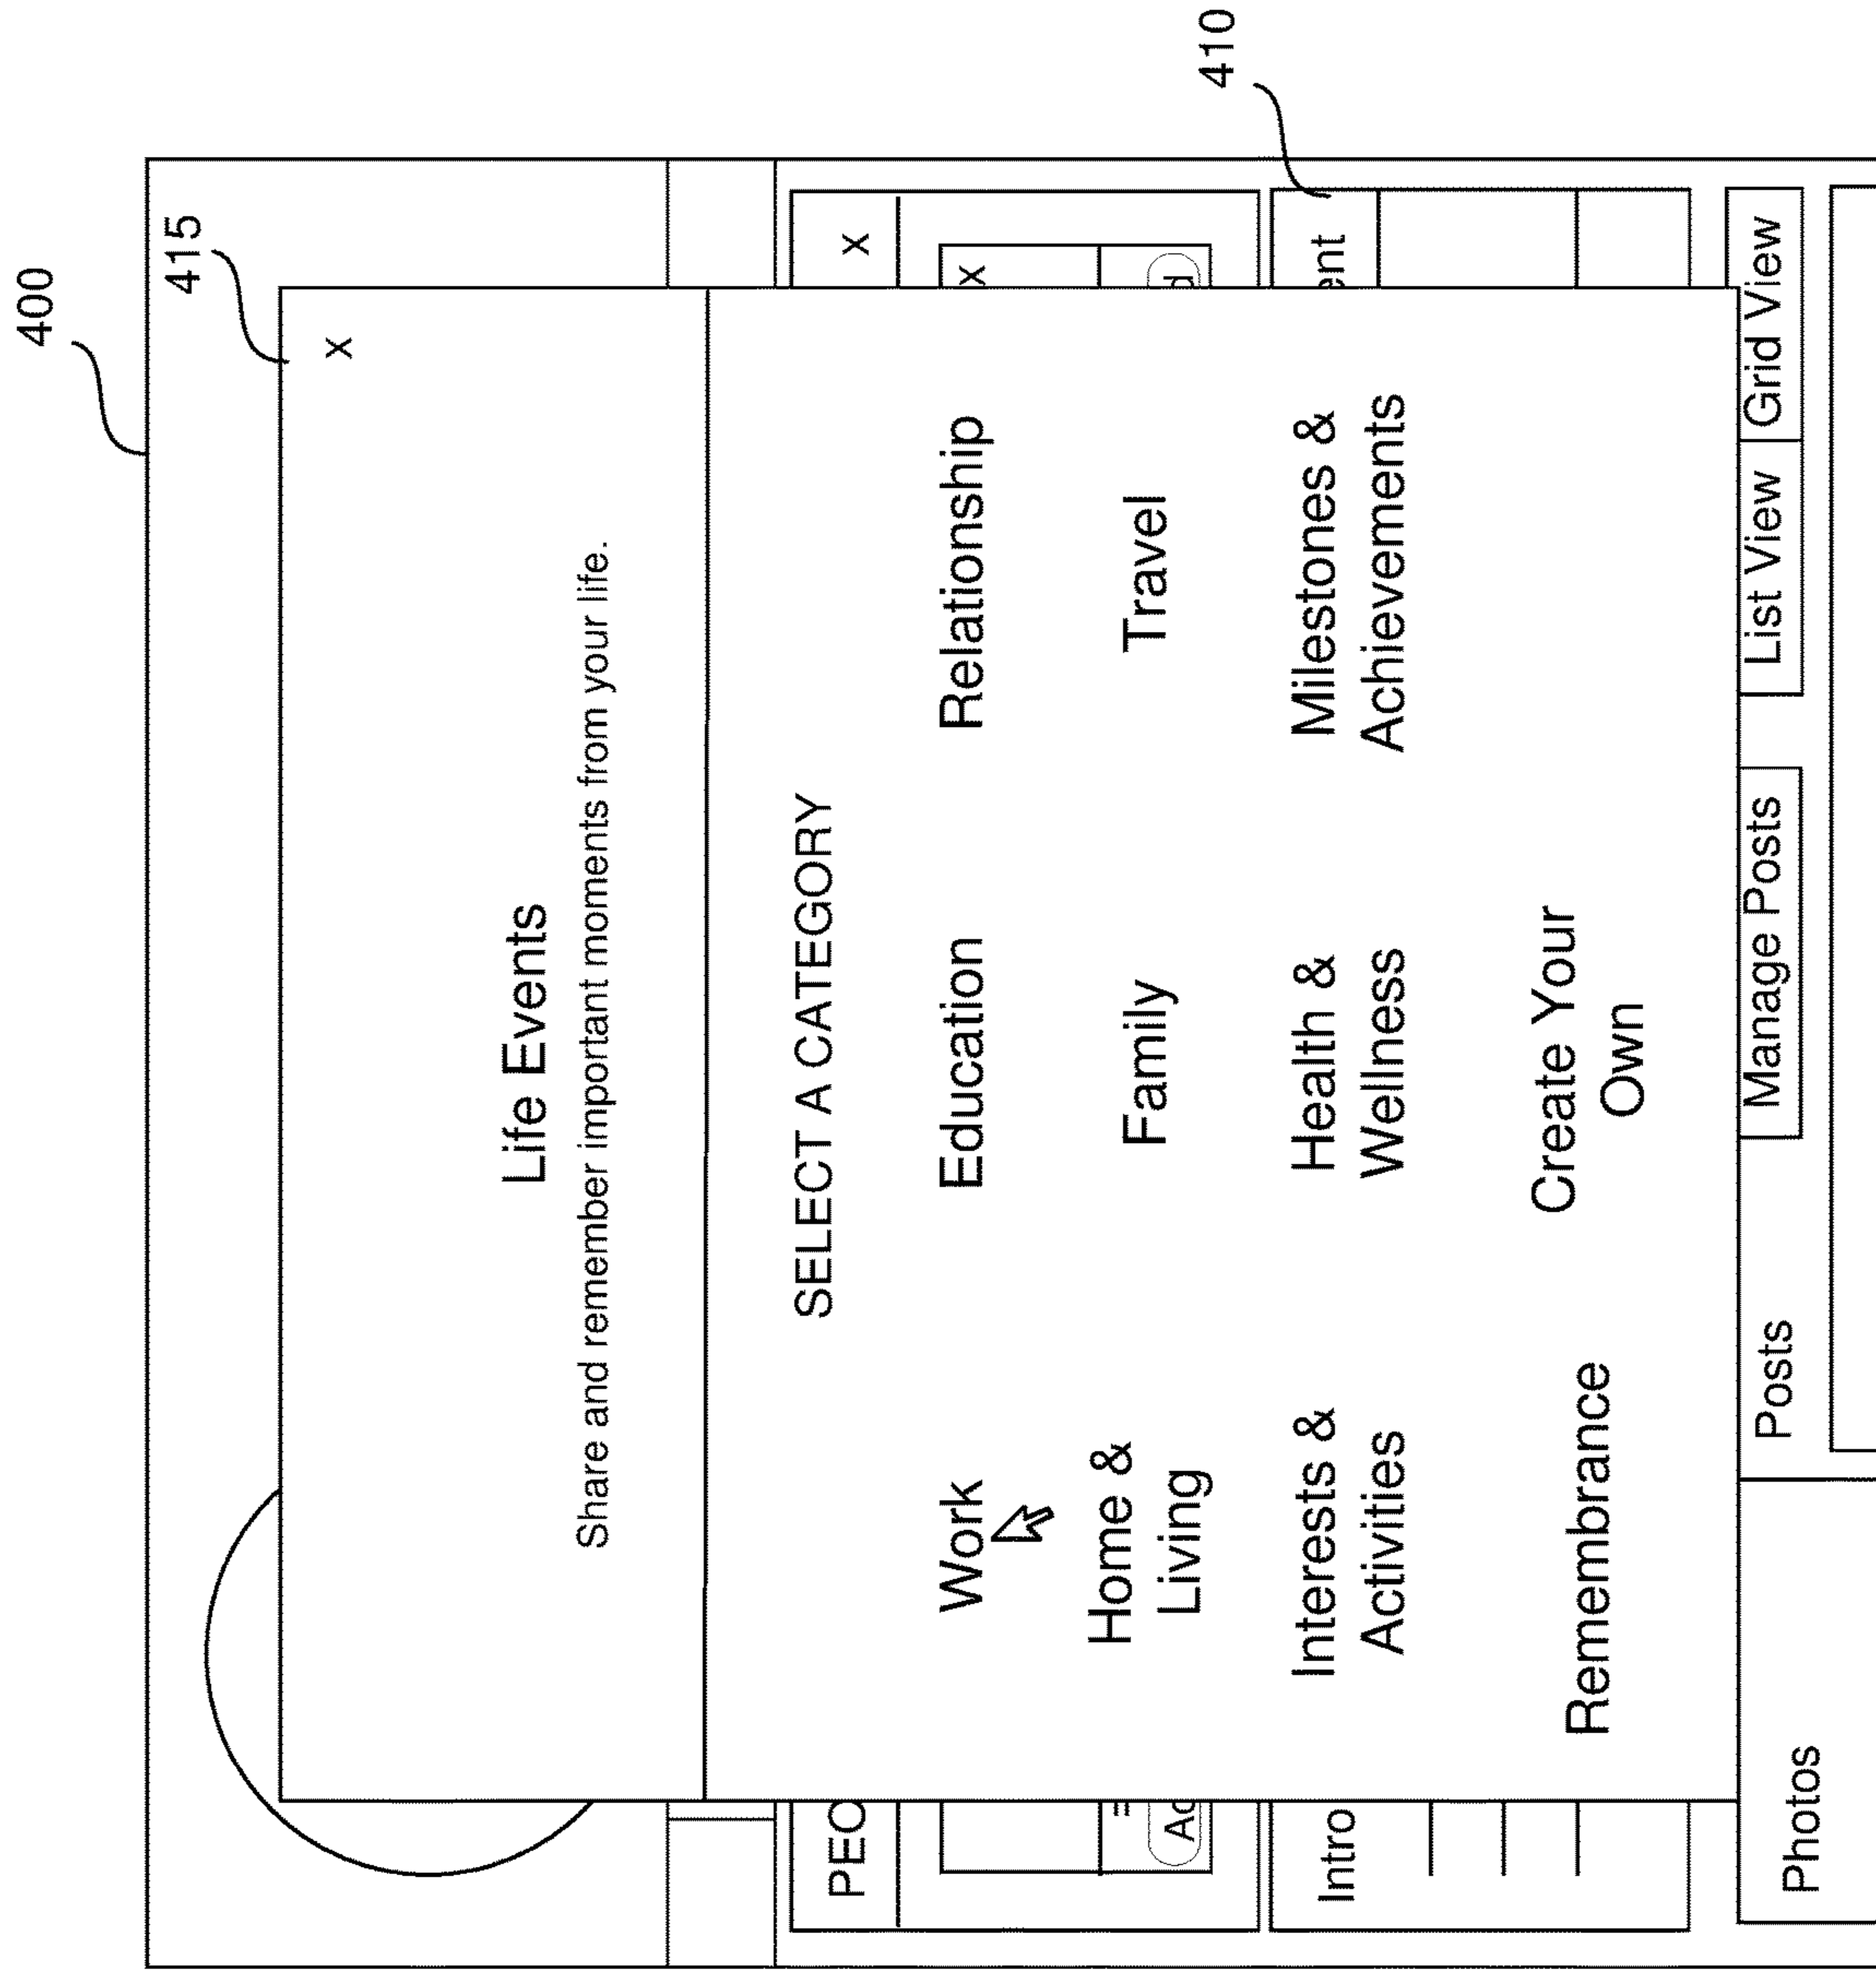 400
415
x
Life Events
Share and remember important moments from your life.
SELECT A CATEGORY
Work
Education
Relationship
Home &
Living
Family
Travel
Interests &
Activities
Health &
Wellness
Milestones &
Achievements
Remembrance
Create Your
Own
PEO
x
x
=
Ac
d
410
Intro
ent
Photos
Posts
Manage Posts
List View
Grid View